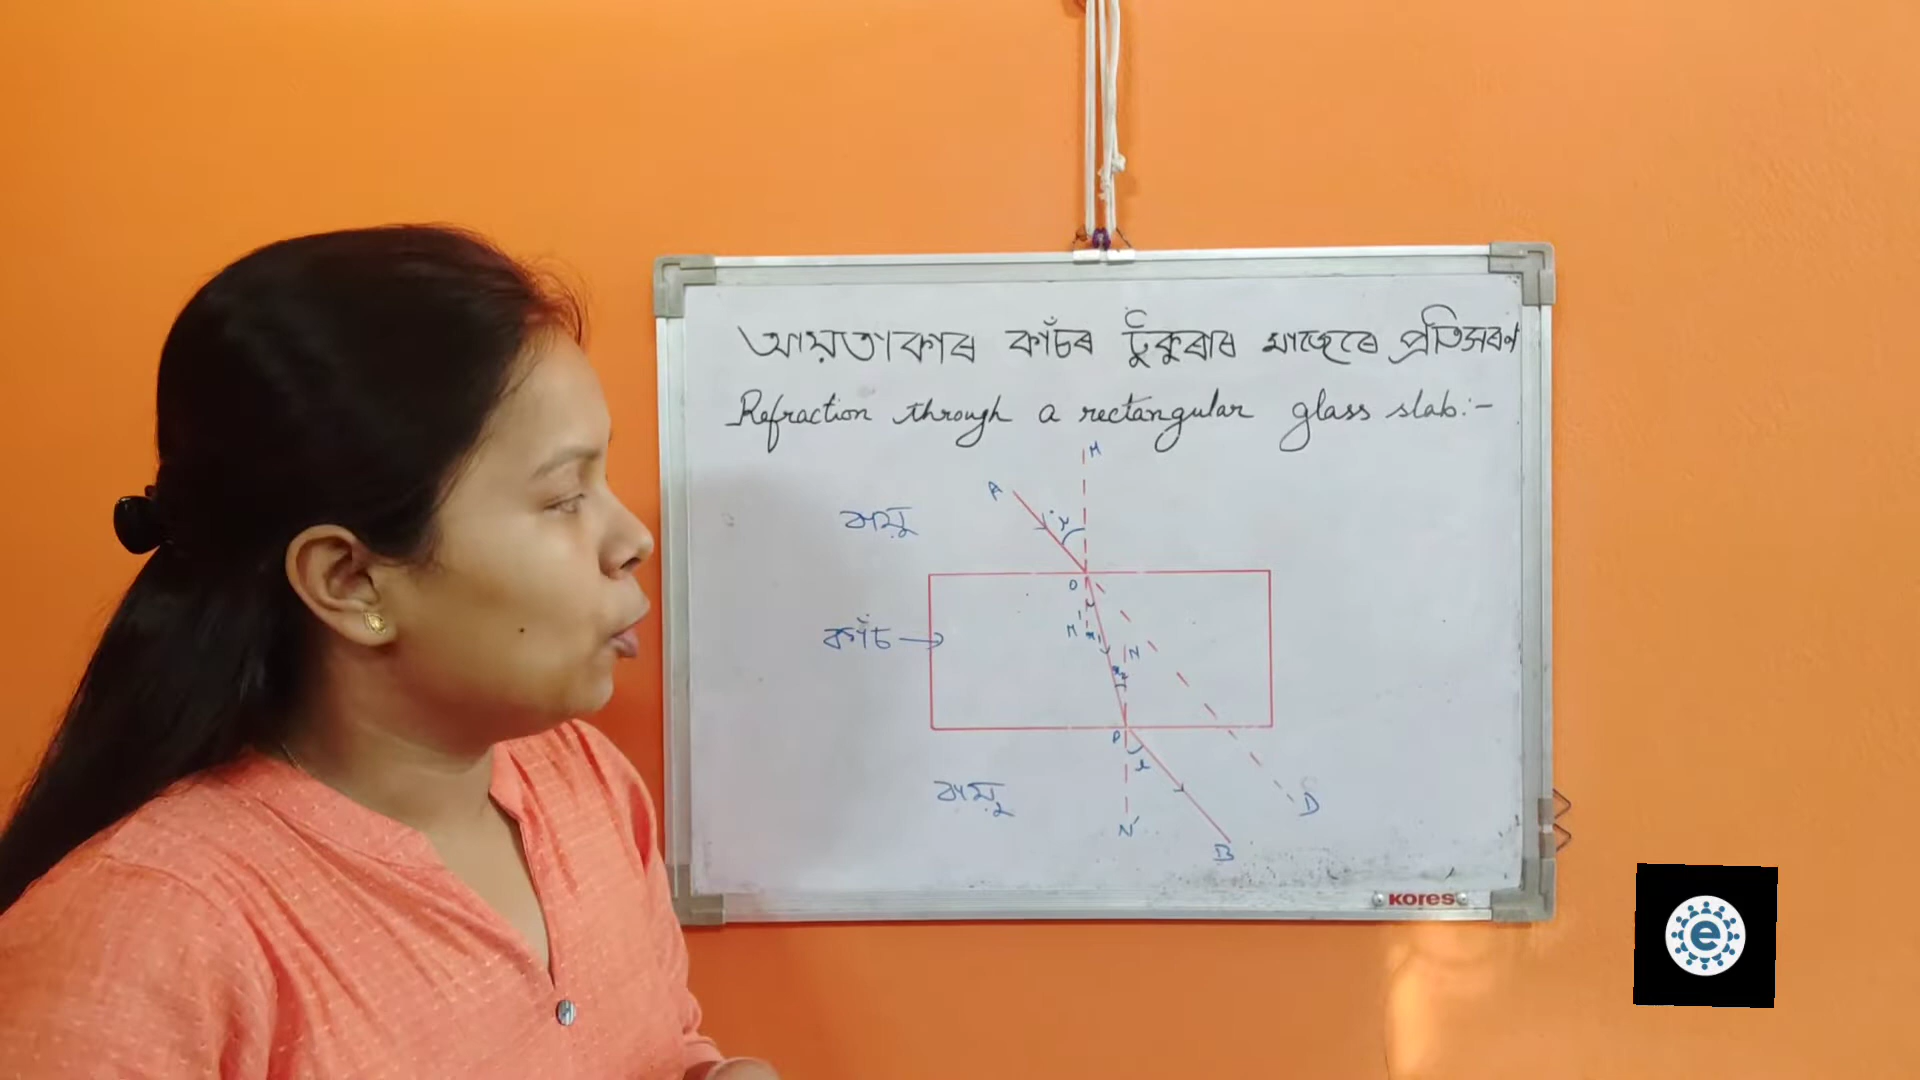 আয়তাকাৰ কাঁচৰ টুঁকুৰাৰ মাজেৰে প্ৰতিসৰণ
Refraction through a rectangular glass slab:-
M
A
বায়ু
i
O
r
M'
কাঁচ
N
P
e
বায়ু
D
N'
B
KORES
e